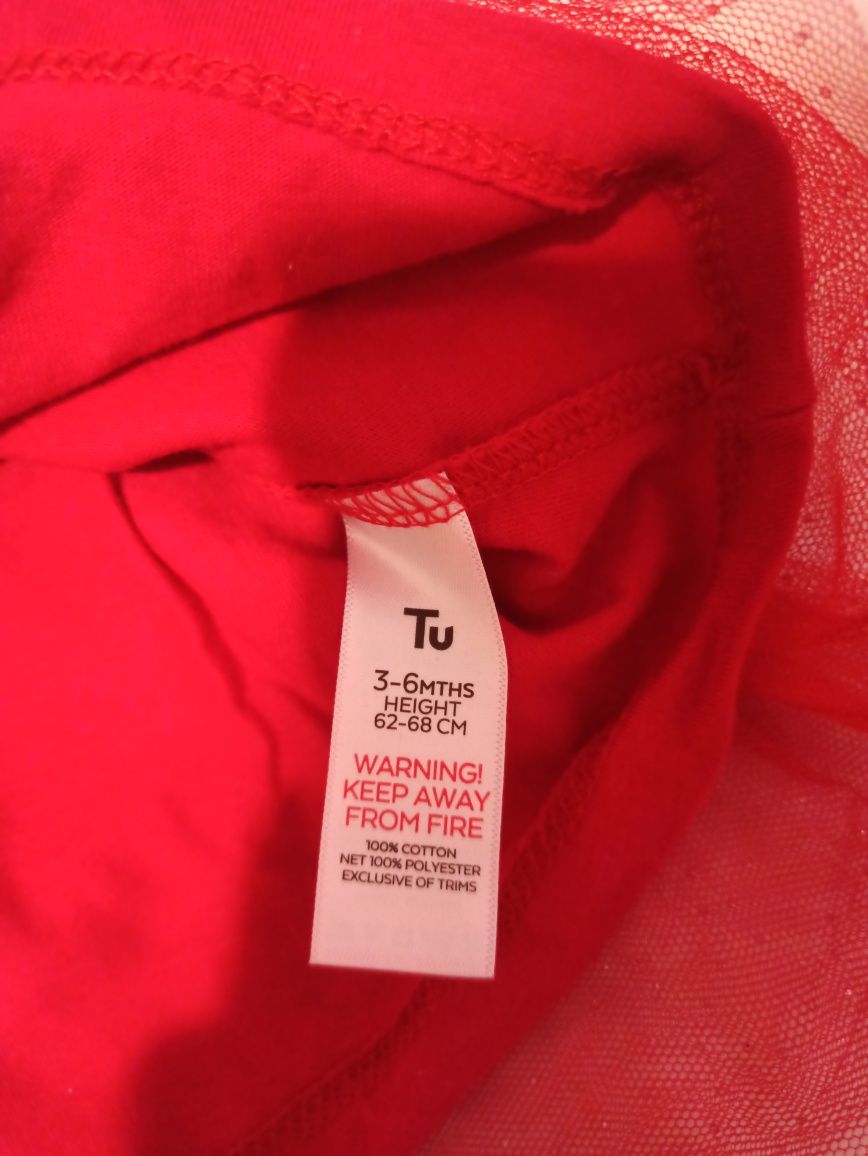 Tu
3-6MTHS
HEIGHT
62-68 CM
WARNING!
KEEP AWAY
FROM FIRE
100% COTTON
NET 100% POLYESTER
EXCLUSIVE OF TRIMS